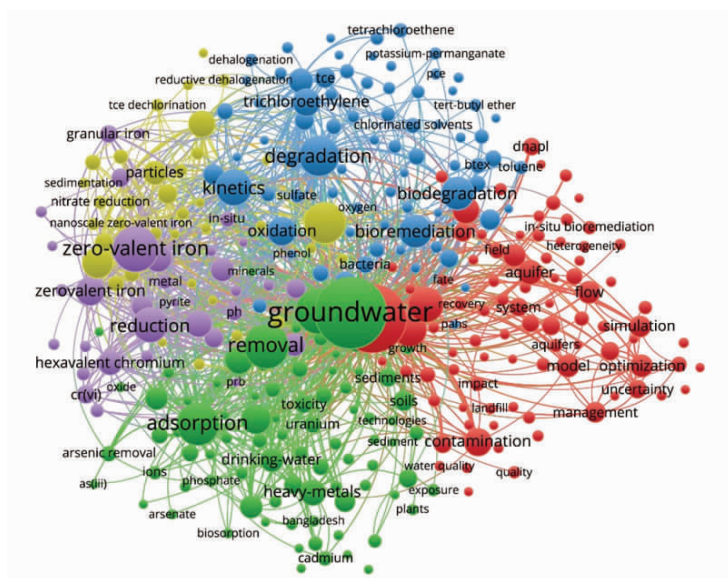 tetrachloroethene
dehalogenation
potassium-permanganate
reductive dehalogenation
tce
pce
trichloroethylene
tert-butyl ether
tce dechlorination
chlorinated solvents
granular iron
dnapl
degradation
btex
toluene
particles
sedimentation
kinetics
sulfate
biodegradation
nitrate reduction
oxygen
in-situ
nanoscale zero-valent iron
oxidation
bioremediation
in-situ bioremediation
field
heterogeneity
zero-valent iron
phenol
bacteria
minerals
aquifer
metal
fate
zerovalent iron
flow
pyrite
recovery
ph
groundwater
system
reduction
pahs
simulation
removal
growth
aquifers
hexavalent chromium
model
optimization
oxide
prb
sediments
impact
uncertainty
cr(vi)
toxicity
soils
landfill
management
adsorption
uranium
technologies
sediment
contamination
arsenic removal
drinking-water
water quality
as(iii)
ions
quality
phosphate
heavy-metals
exposure
arsenate
bangladesh
plants
biosorption
cadmium